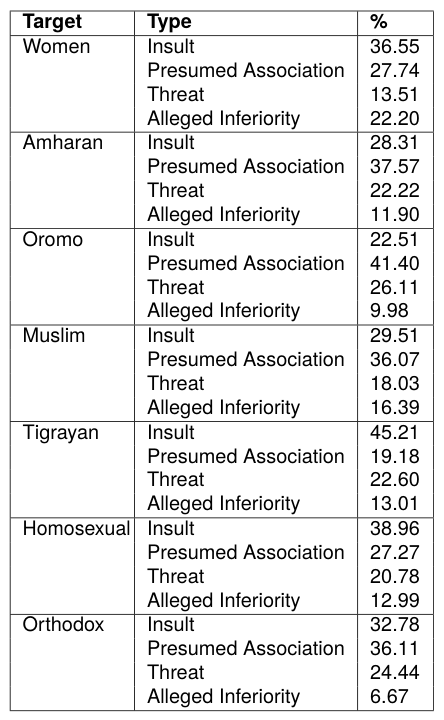 Target Type %
Women Insult 36.55
Presumed Association 27.74
Threat 13.51
Alleged Inferiority 22.20
Amharan Insult 28.31
Presumed Association 37.57
Threat 22.22
Alleged Inferiority 11.90
Oromo Insult 22.51
Presumed Association 41.40
Threat 26.11
Alleged Inferiority 9.98
Muslim Insult 29.51
Presumed Association 36.07
Threat 18.03
Alleged Inferiority 16.39
Tigrayan Insult 45.21
Presumed Association 19.18
Threat 22.60
Alleged Inferiority 13.01
Homosexual Insult 38.96
Presumed Association 27.27
Threat 20.78
Alleged Inferiority 12.99
Orthodox Insult 32.78
Presumed Association 36.11
Threat 24.44
Alleged Inferiority 6.67